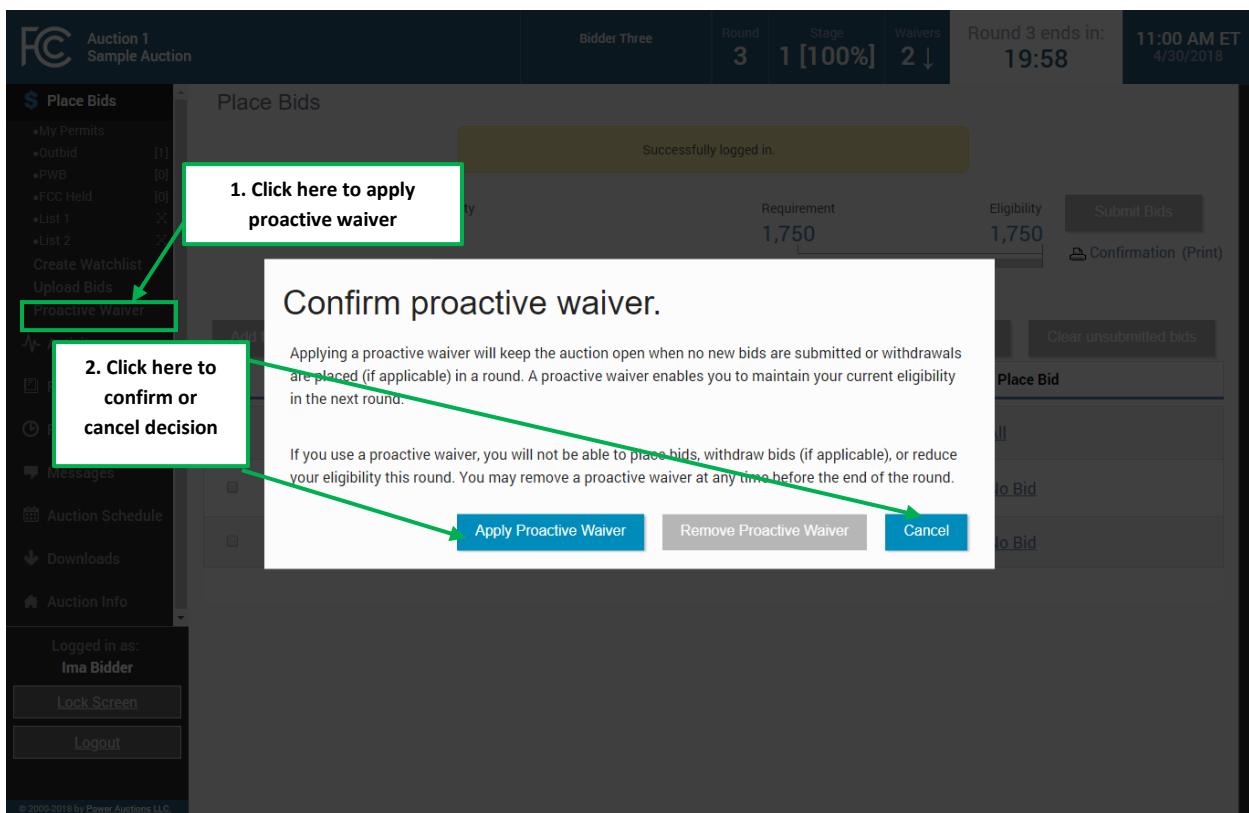 FCC
Auction 1
Sample Auction
Bidder Three
Round
3
Stage
1 [100%]
Waivers
2 ↓
Round 3 ends in:
19:58
11:00 AM ET
4/30/2018
$ Place Bids
•My Permits
•Outbid [1]
•PWB [0]
•FCC Held [0]
•List 1
•List 2
Create Watchlist
Upload Bids
Proactive Waiver
Messages
Auction Schedule
Downloads
Auction Info
Logged in as:
Ima Bidder
Lock Screen
Logout
© 2000-2018 by Power Auctions LLC.
Place Bids
Successfully logged in.
1. Click here to apply
proactive waiver
Requirement
1,750
Eligibility
1,750
Submit Bids
Confirmation (Print)
Add
Clear unsubmitted bids
Place Bid
No Bid
No Bid
2. Click here to
confirm or
cancel decision
Confirm proactive waiver.
Applying a proactive waiver will keep the auction open when no new bids are submitted or withdrawals
are placed (if applicable) in a round. A proactive waiver enables you to maintain your current eligibility
in the next round.
If you use a proactive waiver, you will not be able to place bids, withdraw bids (if applicable), or reduce
your eligibility this round. You may remove a proactive waiver at any time before the end of the round.
Apply Proactive Waiver
Remove Proactive Waiver
Cancel